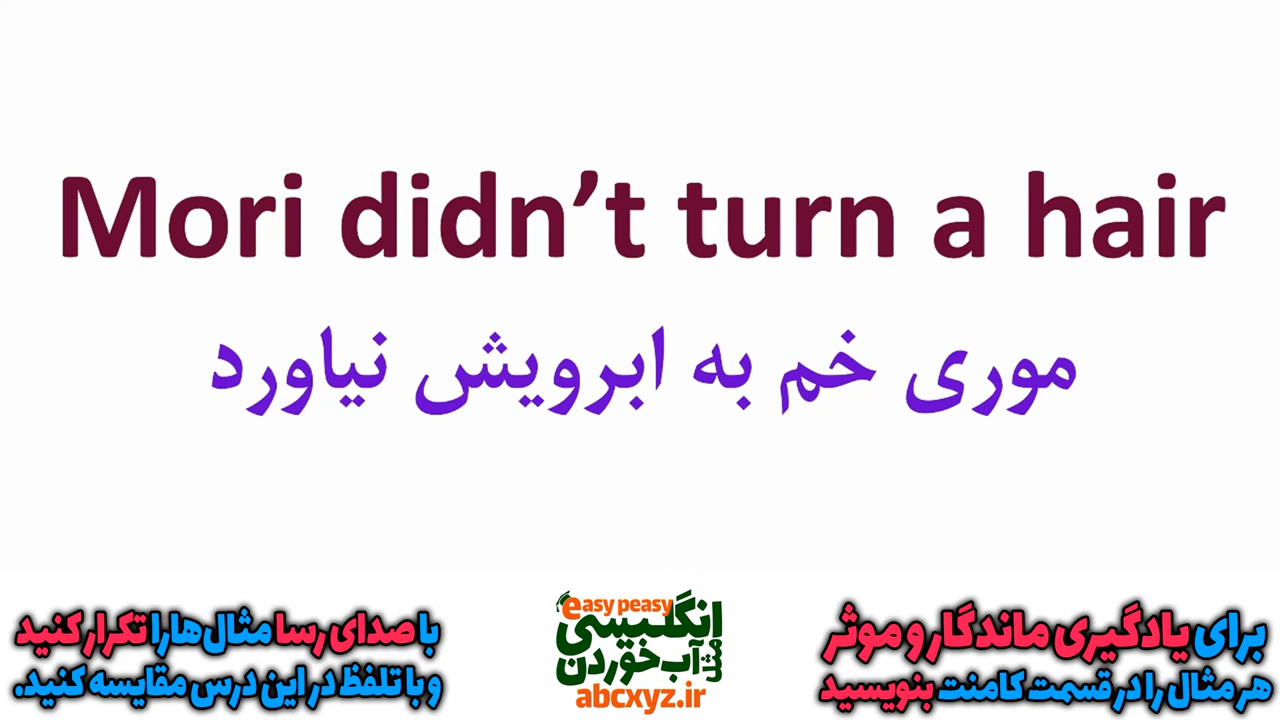 Mori didn’t turn a hair
موری خم به ابرویش نیاورد
برای یادگیری ماندگار و موثر
هر مثال را در قسمت کامنت بنویسید
easy peasy
انگلیسی
مثل آب خوردن
abcxyz.ir
با صدای رسا مثال‌ها را تکرار کنید
و با تلفظ در این درس مقایسه کنید.